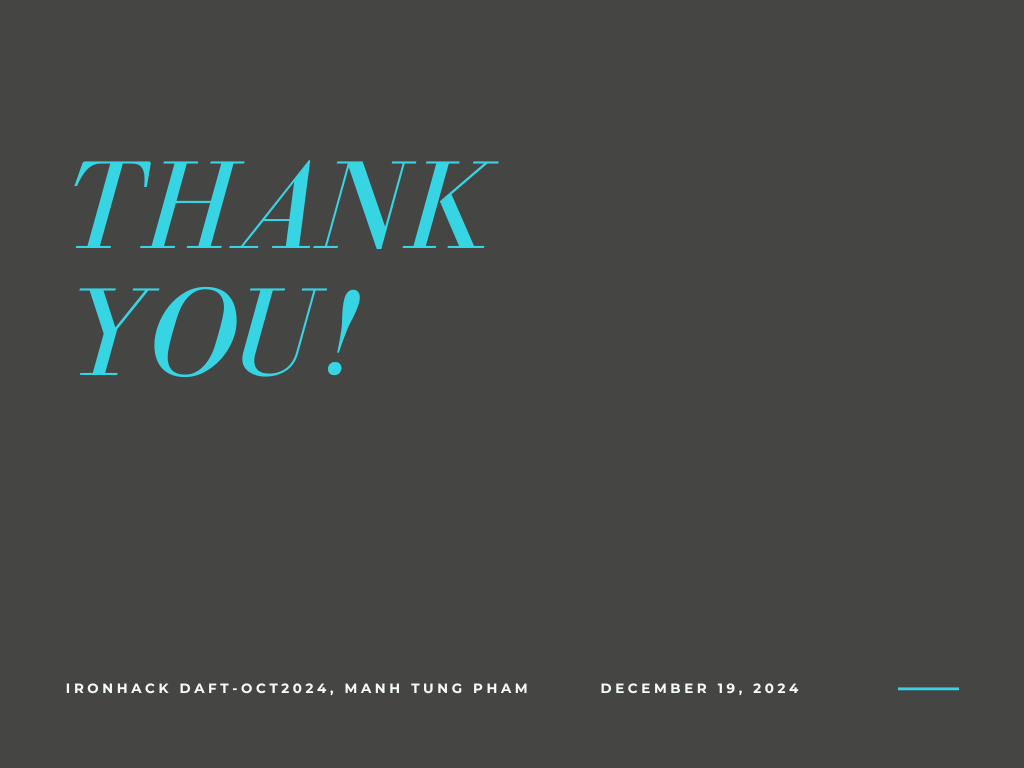 THANK
YOU!
IRONHACK DAFT-OCT2024, MANH TUNG PHAM
DECEMBER 19, 2024